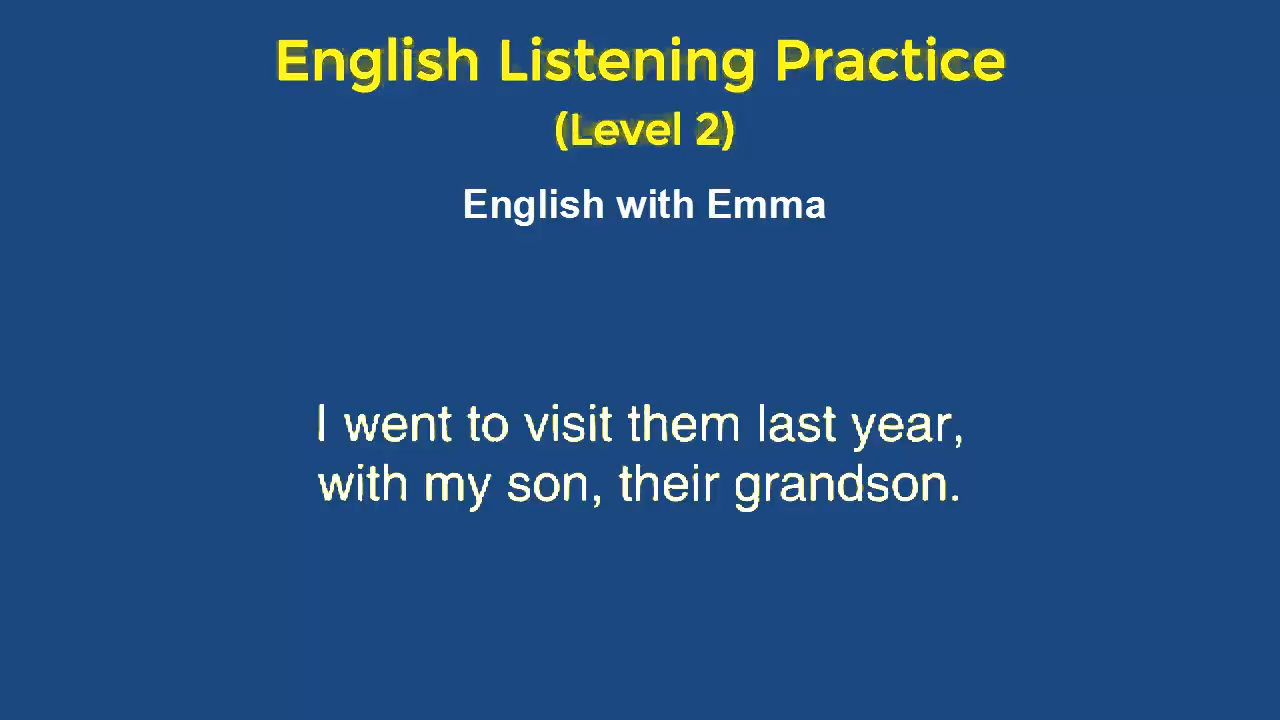 English Listening Practice
(Level 2)
English with Emma
I went to visit them last year,
with my son, their grandson.